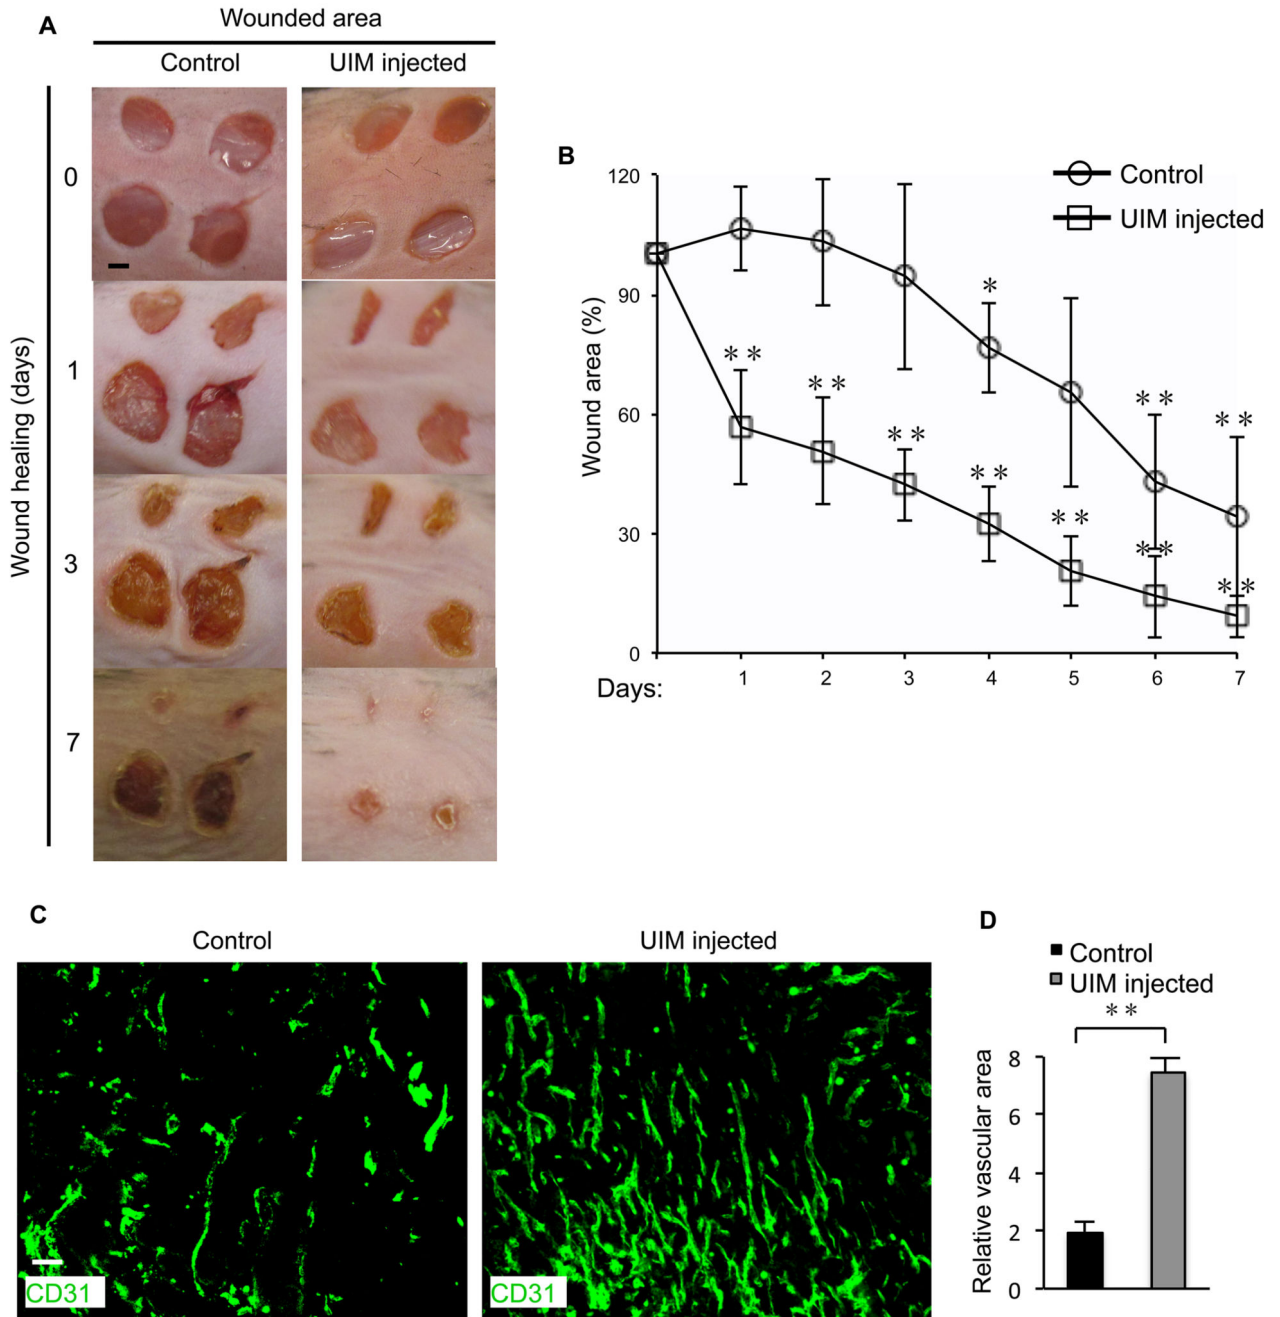 A
Wounded area
Control
UIM injected
Wound healing (days)
0
1
3
7
B
Control
UIM injected
Wound area (%)
120
90
60
30
0
*
**
**
**
**
**
**
**
**
**
Days:
1
2
3
4
5
6
7
C
Control
UIM injected
CD31
CD31
D
Control
UIM injected
**
Relative vascular area
8
6
4
2
0